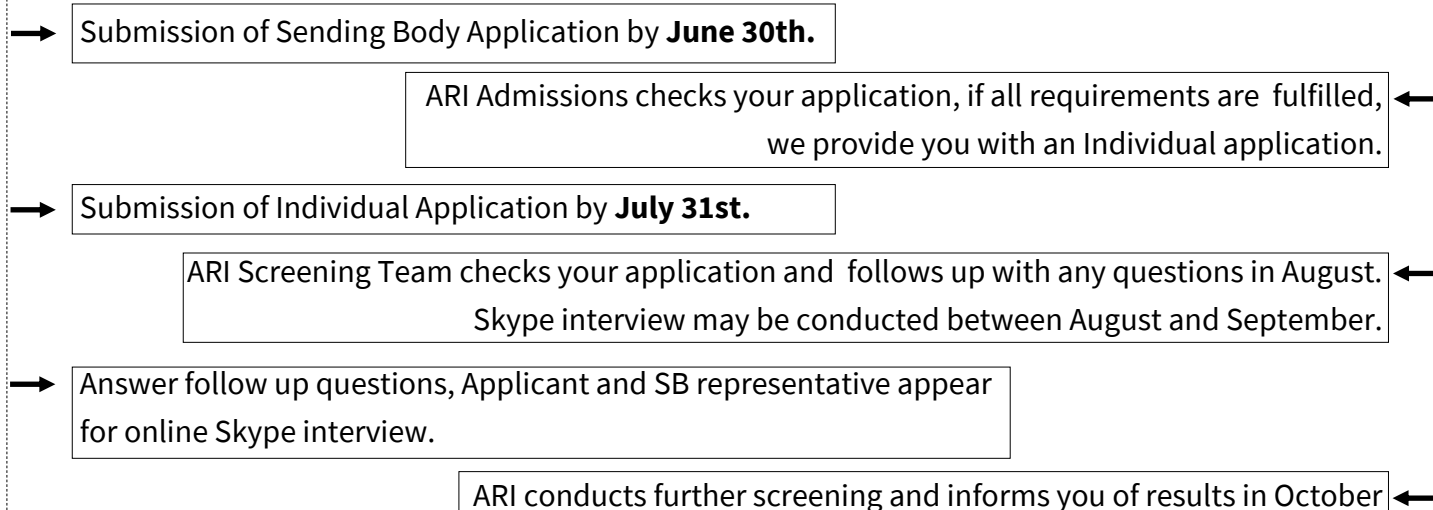 Submission of Sending Body Application by June 30th.
ARI Admissions checks your application, if all requirements are fulfilled,
we provide you with an Individual application.
Submission of Individual Application by July 31st.
ARI Screening Team checks your application and follows up with any questions in August.
Skype interview may be conducted between August and September.
Answer follow up questions, Applicant and SB representative appear
for online Skype interview.
ARI conducts further screening and informs you of results in October